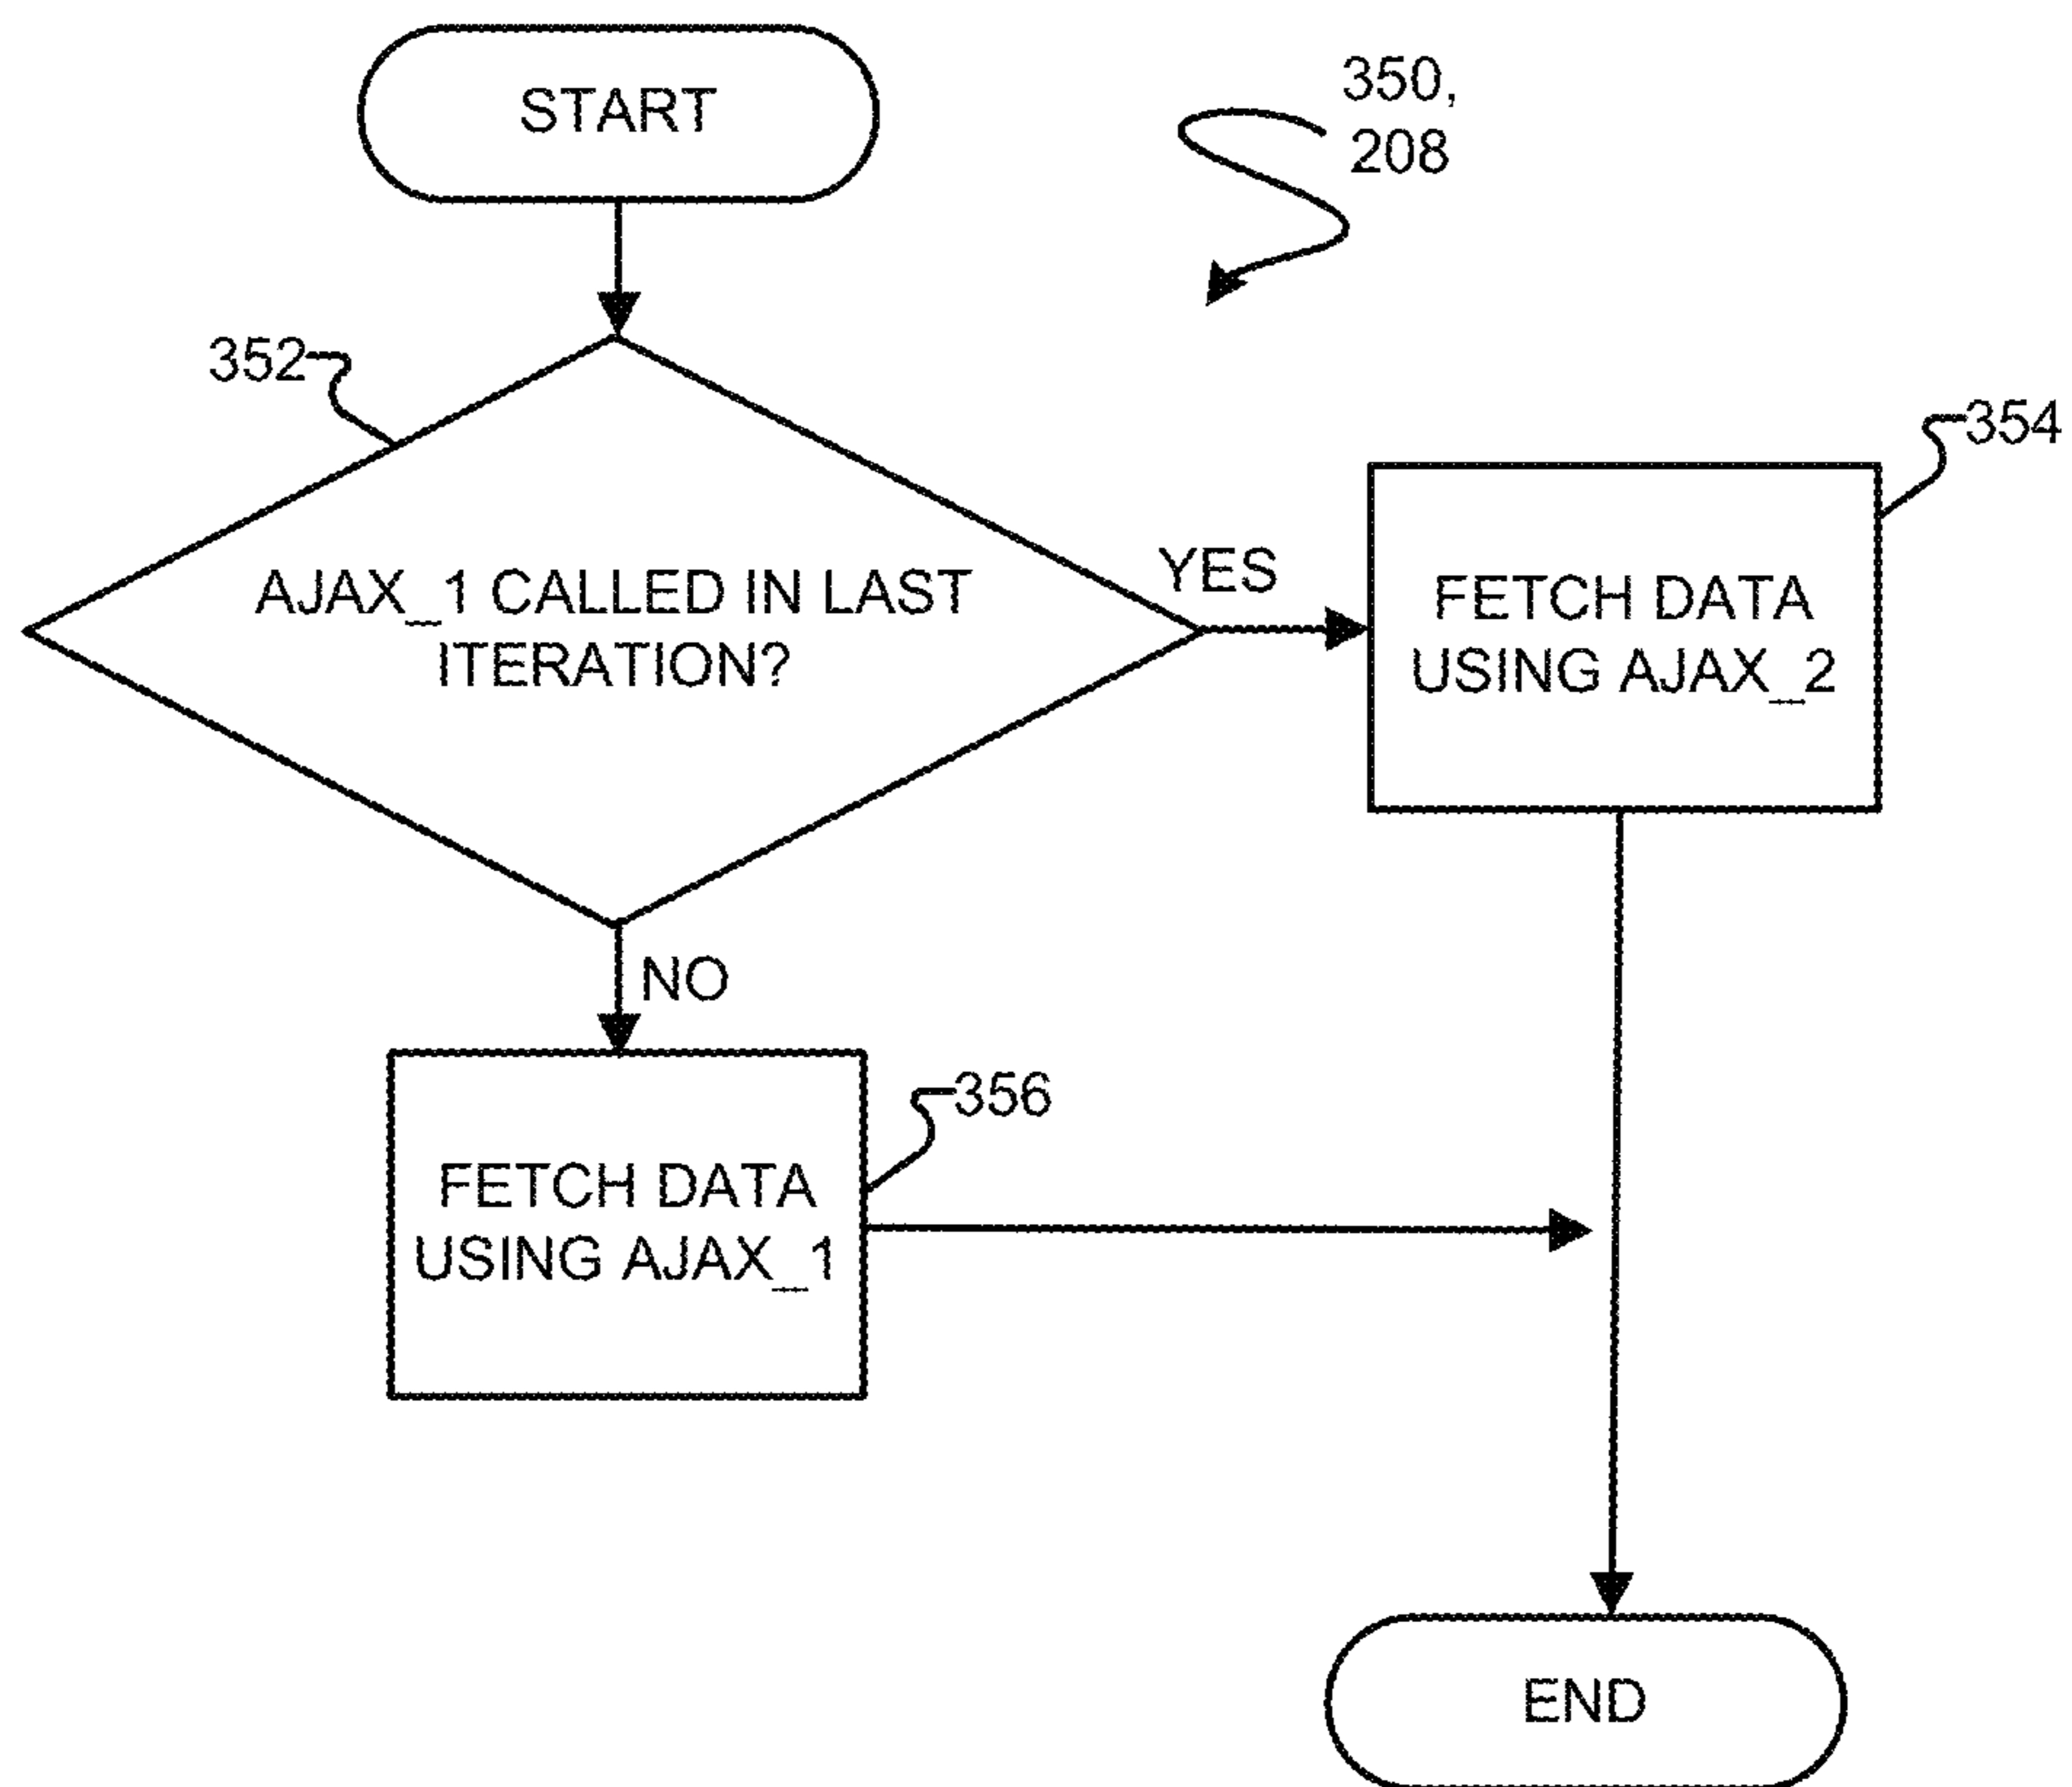 START
350,
208
352
AJAX_1 CALLED IN LAST
ITERATION?
YES
354
FETCH DATA
USING AJAX_2
NO
356
FETCH DATA
USING AJAX_1
END